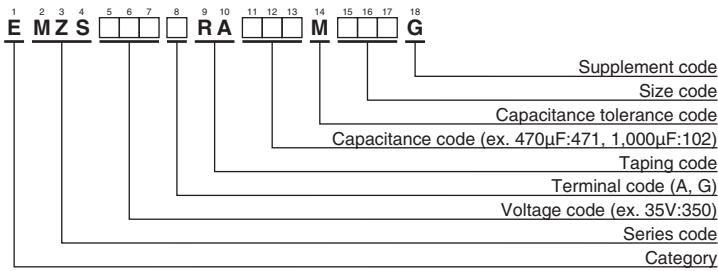 1 2 3 4 5 6 7 8 9 10 11 12 13 14 15 16 17 18
E M Z S R A M G
Supplement code
Size code
Capacitance tolerance code
Capacitance code (ex. 470µF:471, 1,000µF:102)
Taping code
Terminal code (A, G)
Voltage code (ex. 35V:350)
Series code
Category